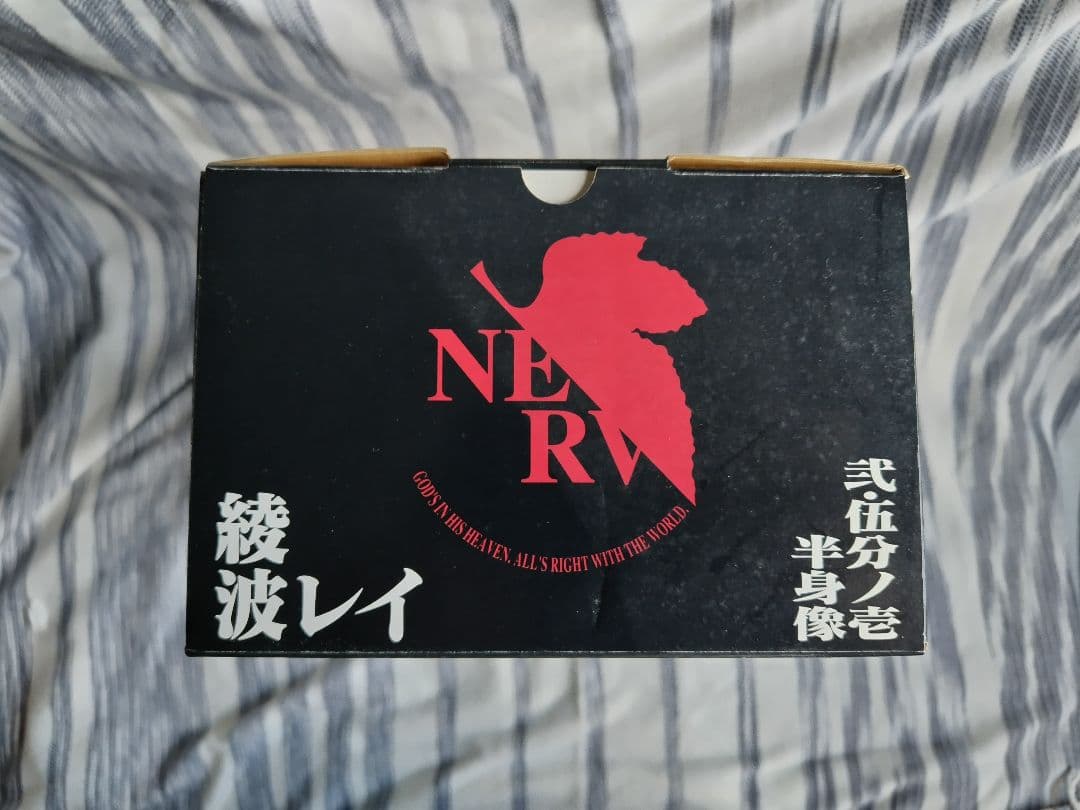 NE
RV
GOD'S IN HIS HEAVEN. ALL'S RIGHT WITH THE WORLD.
綾
波レイ
弐・伍分ノ壱
半身像